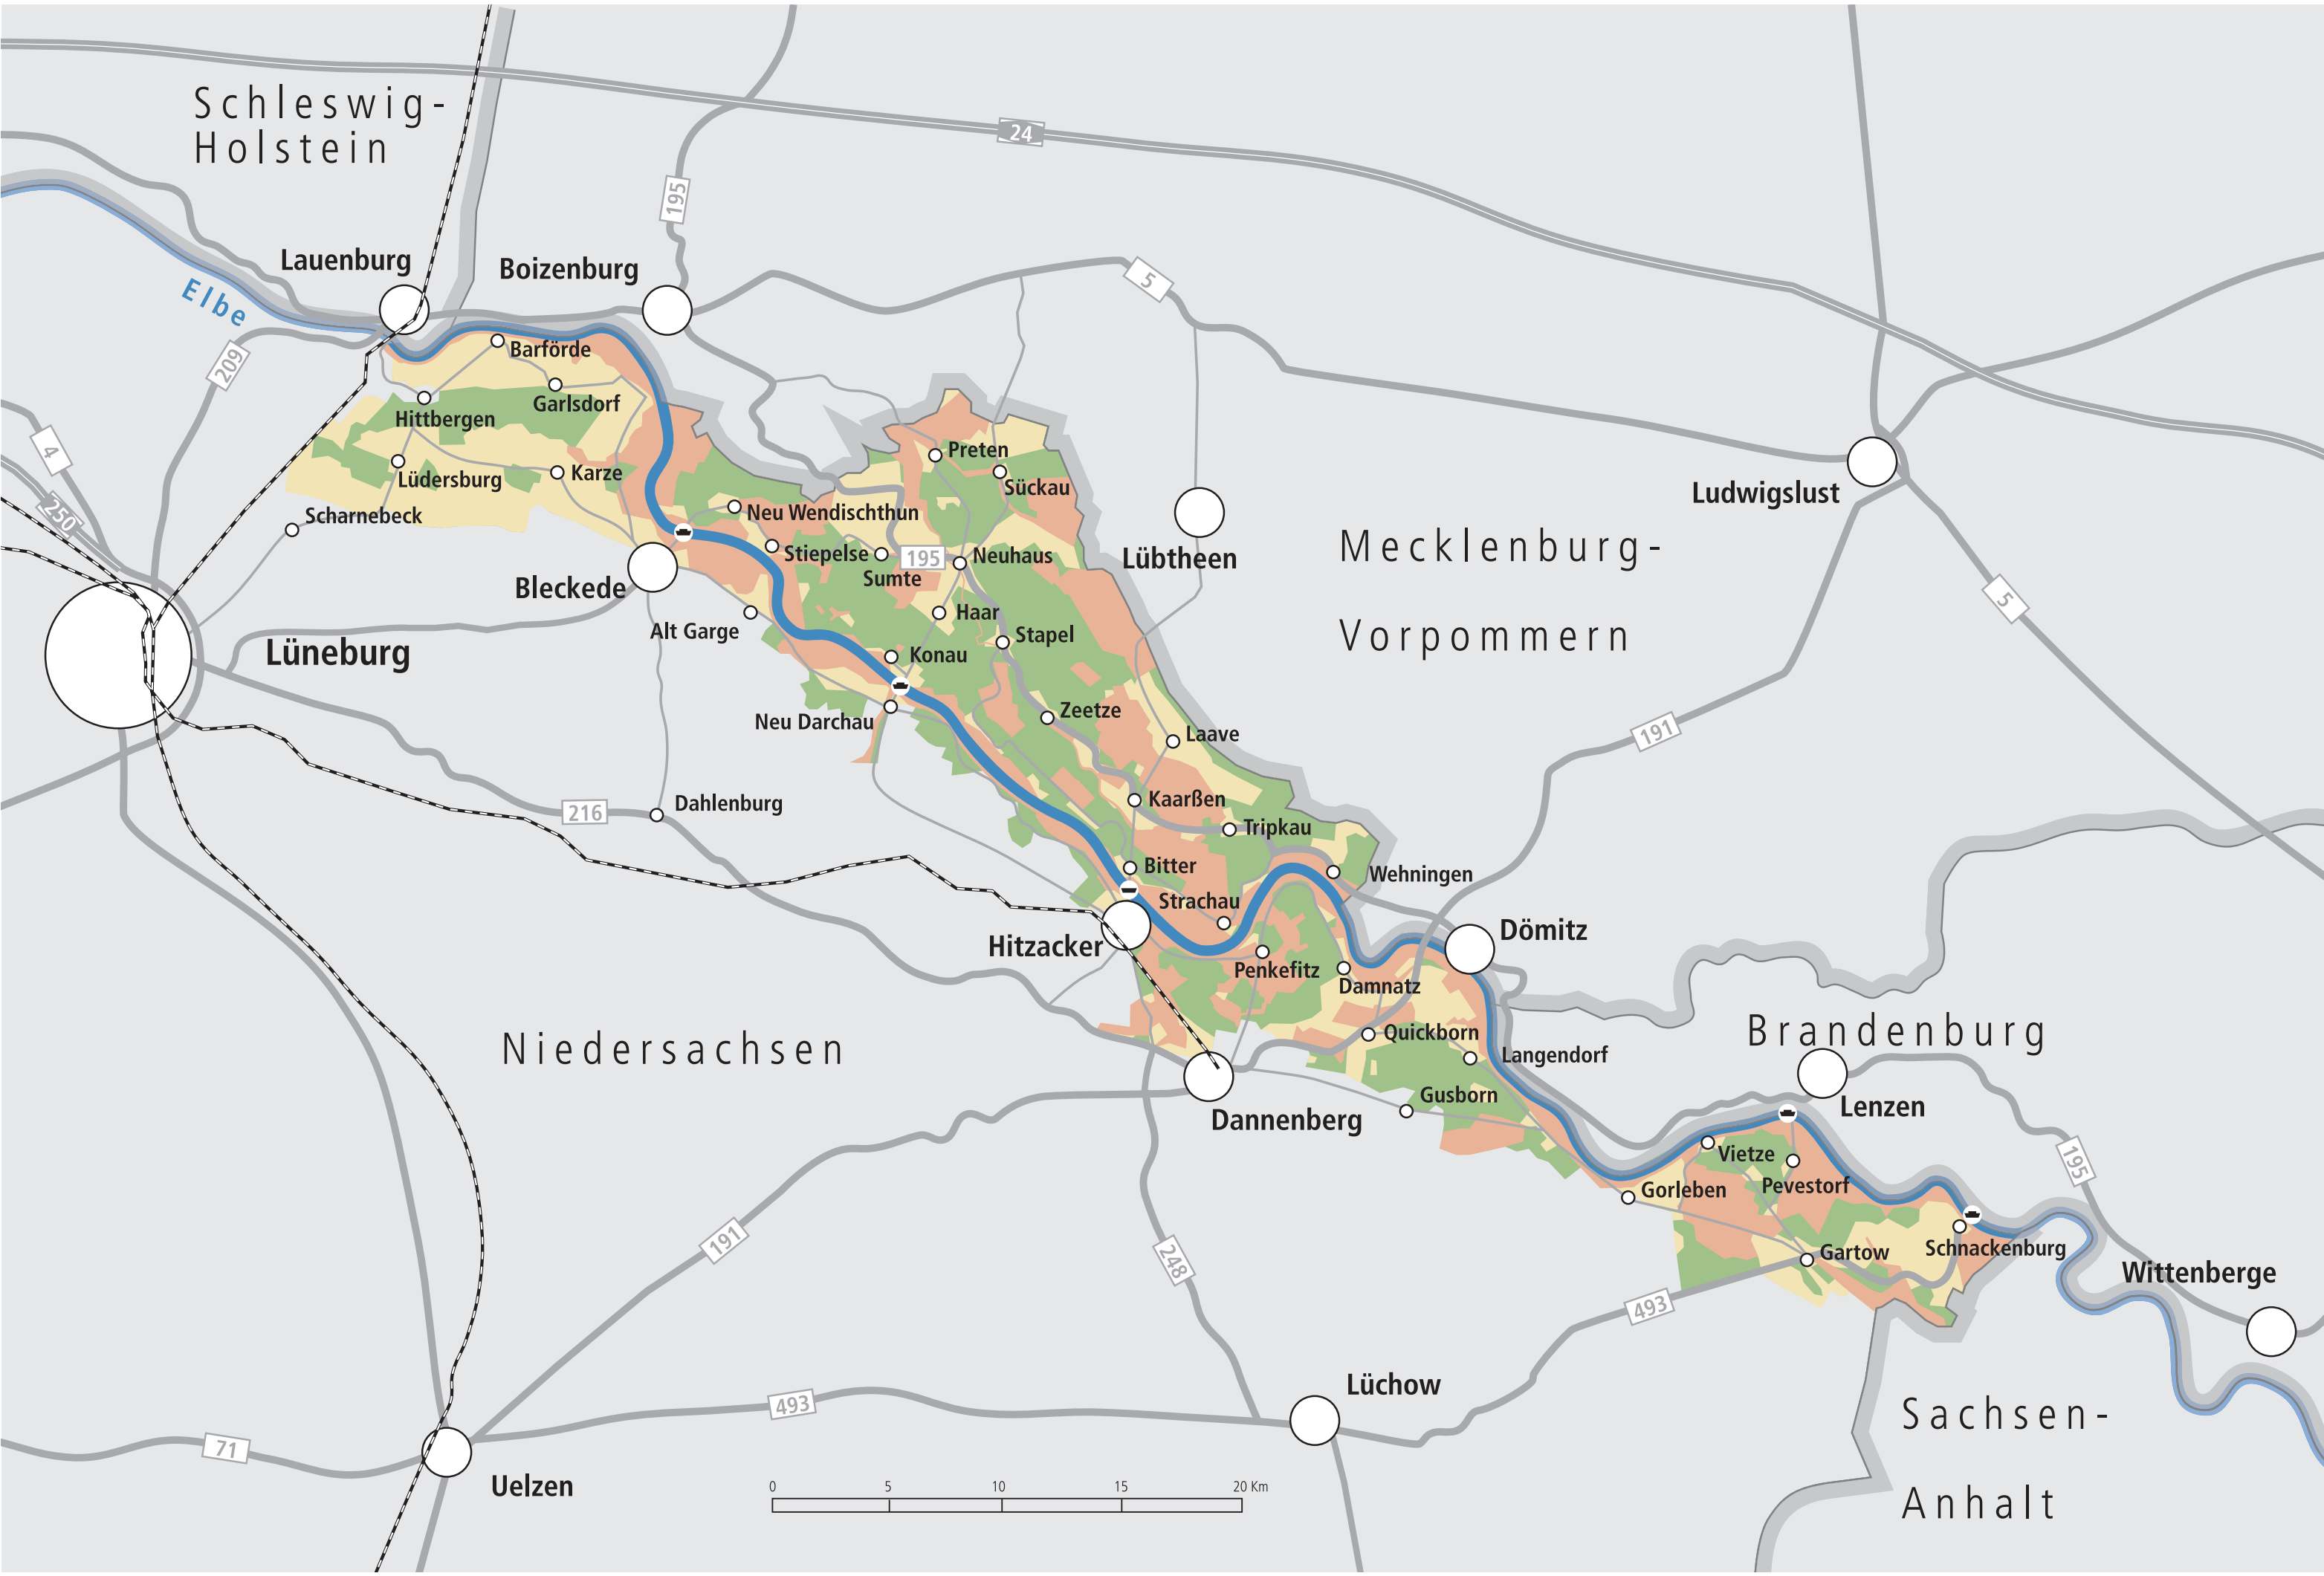 Schleswig-
Holstein
24
195
Lauenburg
Boizenburg
5
Elbe
209
Barförde
Garlsdorf
Hittbergen
4
Preten
Lüdersburg
Karze
Sückau
Ludwigslust
250
Scharnebeck
Neu Wendischthun
Mecklenburg-
Vorpommern
Stiepelse
195
Neuhaus
Lübtheen
Sumte
Bleckede
5
Haar
Alt Garge
Stapel
Lüneburg
Konau
Zeetze
Neu Darchau
Laave
191
Kaarßen
Dahlenburg
216
Tripkau
Bitter
Wehningen
Strachau
Dömitz
Hitzacker
Penkefitz
Damnatz
Quickborn
Brandenburg
Niedersachsen
Langendorf
Gusborn
Lenzen
Dannenberg
Vietze
195
Pevestorf
Gorleben
191
248
Gartow
Schnackenburg
Wittenberge
493
Lüchow
493
Sachsen-
Anhalt
71
Uelzen
0 5 10 15 20 Km